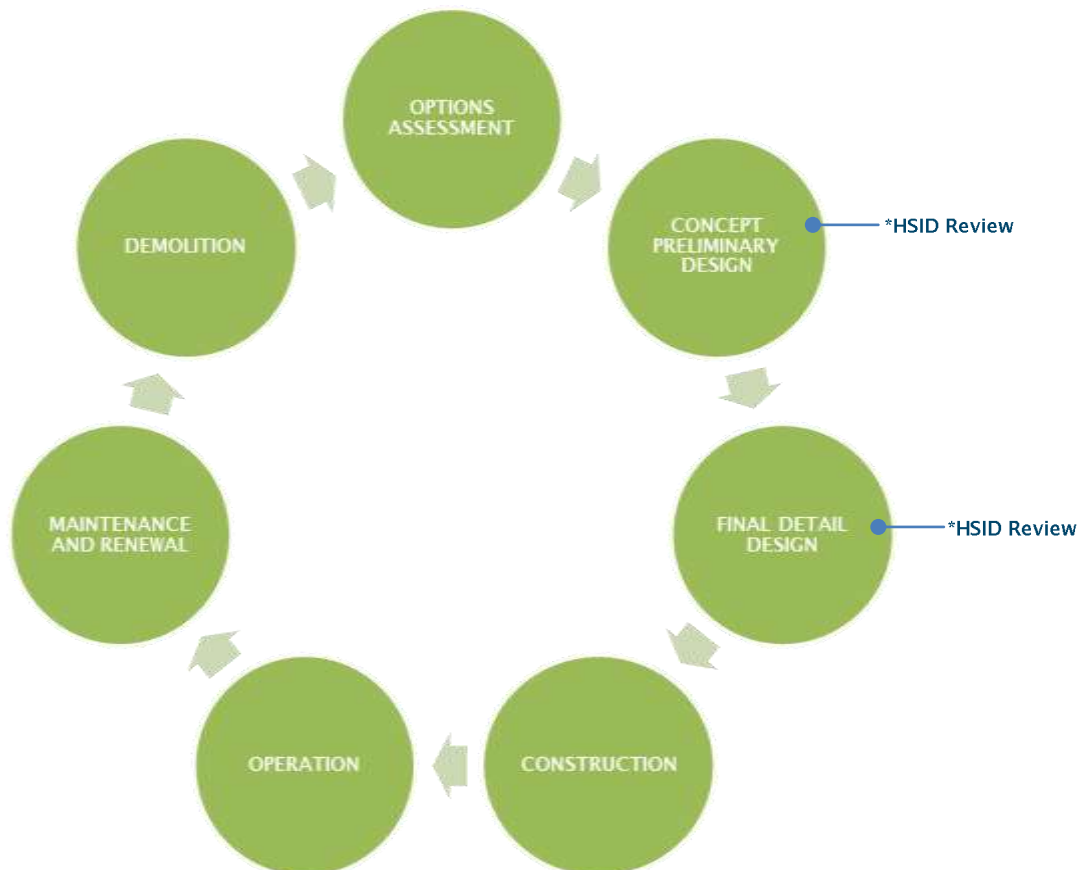 OPTIONS
ASSESSMENT
CONCEPT
PRELIMINARY
DESIGN
*HSID Review
FINAL DETAIL
DESIGN
*HSID Review
CONSTRUCTION
OPERATION
MAINTENANCE
AND RENEWAL
DEMOLITION